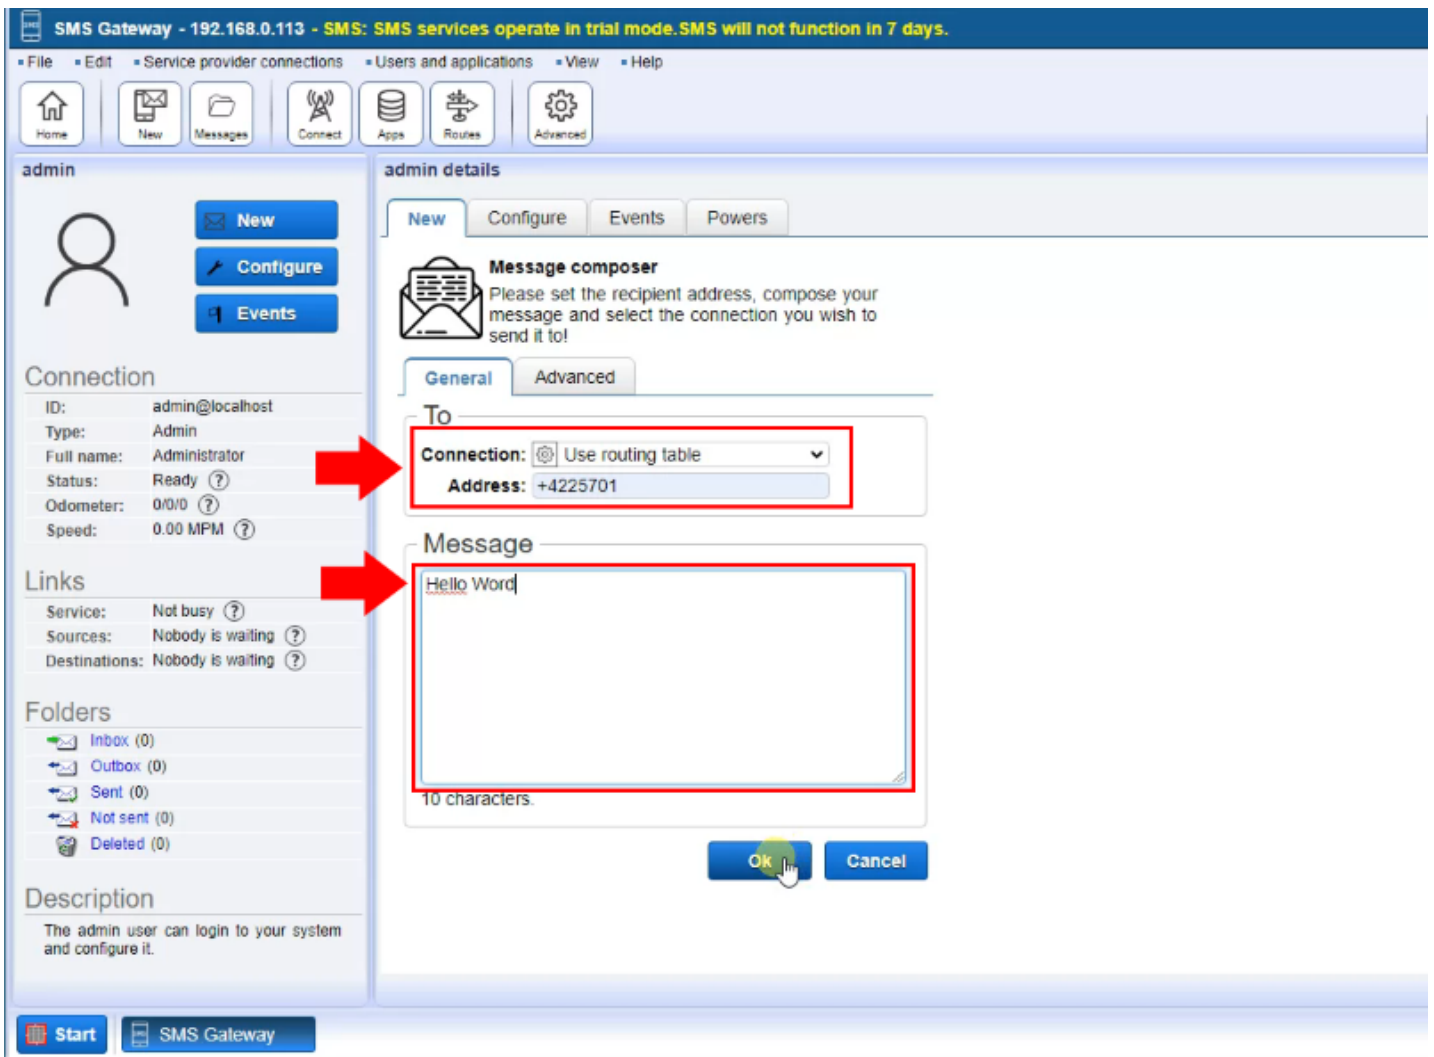 SMS Gateway - 192.168.0.113 - SMS: SMS services operate in trial mode.SMS will not function in 7 days.
File Edit Service provider connections Users and applications View Help
Home New Messages Connect Apps Routes Advanced
admin
New
Configure
Events
Connection
ID: admin@localhost
Type: Admin
Full name: Administrator
Status: Ready ?
Odometer: 0/0/0 ?
Speed: 0.00 MPM ?
Links
Service: Not busy ?
Sources: Nobody is waiting ?
Destinations: Nobody is waiting ?
Folders
Inbox (0)
Outbox (0)
Sent (0)
Not sent (0)
Deleted (0)
Description
The admin user can login to your system
and configure it.
admin details
New Configure Events Powers
Message composer
Please set the recipient address, compose your
message and select the connection you wish to
send it to!
General Advanced
To
Connection: Use routing table
Address: +4225701
Message
Hello Word
10 characters.
Ok Cancel
Start SMS Gateway